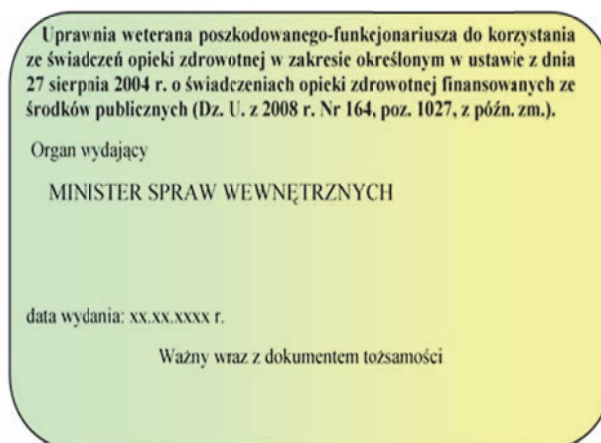 Uprawnia weterana poszkodowanego-funkcjonariusza do korzystania
ze świadczeń opieki zdrowotnej w zakresie określonym w ustawie z dnia
27 sierpnia 2004 r. o świadczeniach opieki zdrowotnej finansowanych ze
środków publicznych (Dz. U. z 2008 r. Nr 164, poz. 1027, z późn. zm.).
Organ wydający
MINISTER SPRAW WEWNĘTRZNYCH
data wydania: xx.xx.xxxx r.
Ważny wraz z dokumentem tożsamości